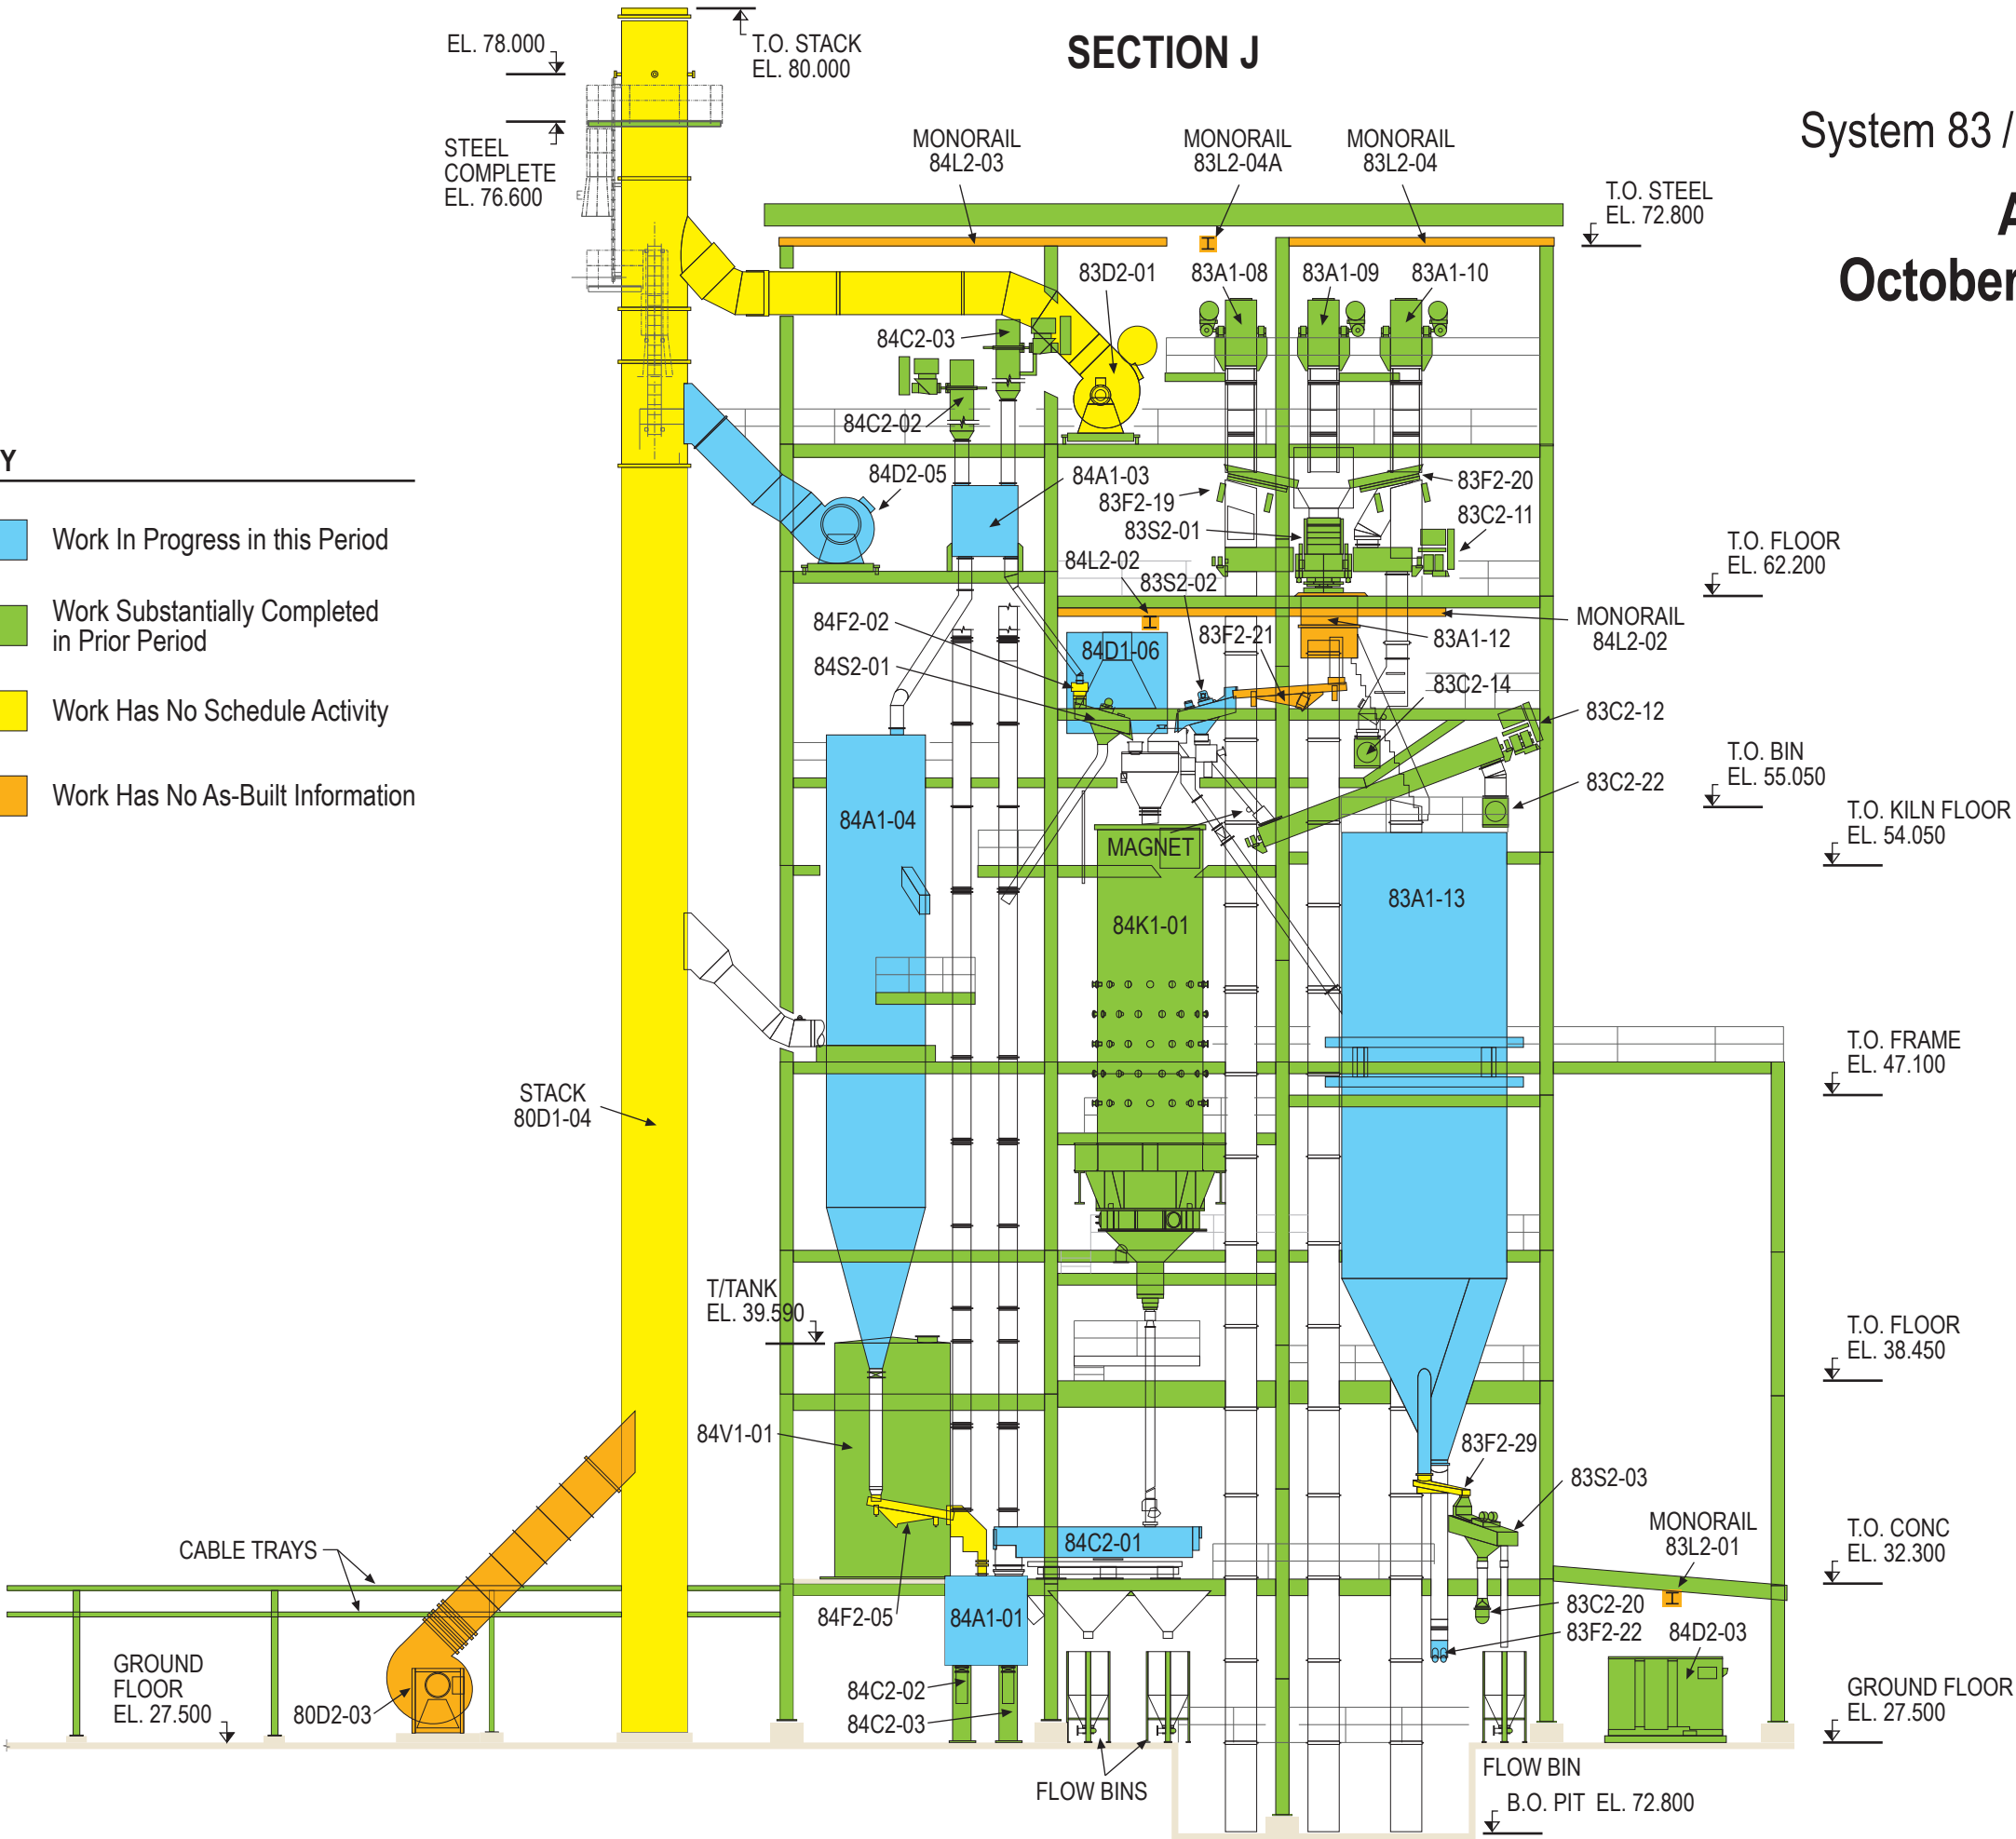 SECTION J
System 83 /
A
October
EL. 78.000
T.O. STACK
EL. 80.000
STEEL
COMPLETE
EL. 76.600
MONORAIL
84L2-03
MONORAIL
83L2-04A
MONORAIL
83L2-04
T.O. STEEL
EL. 72.800
83D2-01
83A1-08
83A1-09
83A1-10
84C2-03
84C2-02
Y
Work In Progress in this Period
Work Substantially Completed
in Prior Period
Work Has No Schedule Activity
Work Has No As-Built Information
84D2-05
84A1-03
83F2-19
83S2-01
83F2-20
83C2-11
T.O. FLOOR
EL. 62.200
84L2-02
83S2-02
84F2-02
84D1-06
83F2-21
83A1-12
MONORAIL
84L2-02
84S2-01
83C2-14
83C2-12
T.O. BIN
EL. 55.050
83C2-22
T.O. KILN FLOOR
EL. 54.050
84A1-04
MAGNET
84K1-01
83A1-13
T.O. FRAME
EL. 47.100
STACK
80D1-04
T/TANK
EL. 39.590
T.O. FLOOR
EL. 38.450
84V1-01
83F2-29
83S2-03
MONORAIL
83L2-01
T.O. CONC
EL. 32.300
CABLE TRAYS
84C2-01
84F2-05
84A1-01
83C2-20
83F2-22
84D2-03
GROUND
FLOOR
EL. 27.500
80D2-03
84C2-02
84C2-03
GROUND FLOOR
EL. 27.500
FLOW BINS
FLOW BIN
B.O. PIT EL. 72.800